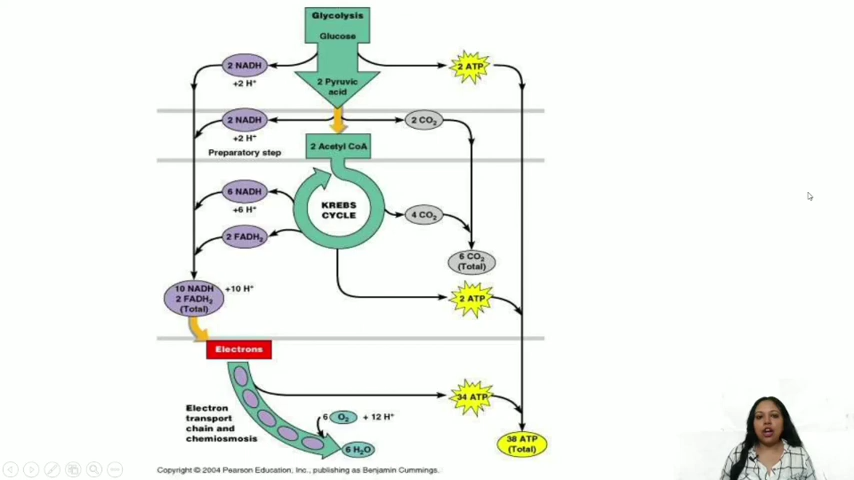 Glycolysis
Glucose
2 NADH
+2 H⁺
2 ATP
2 Pyruvic
acid
2 NADH
+2 H⁺
2 CO₂
Preparatory step
2 Acetyl CoA
6 NADH
+6 H⁺
KREBS
CYCLE
4 CO₂
2 FADH₂
6 CO₂
(Total)
10 NADH
2 FADH₂
(Total)
+10 H⁺
2 ATP
Electrons
34 ATP
Electron
transport
chain and
chemiosmosis
6 O₂ + 12 H⁺
6 H₂O
38 ATP
(Total)
Copyright © 2004 Pearson Education, Inc., publishing as Benjamin Cummings.